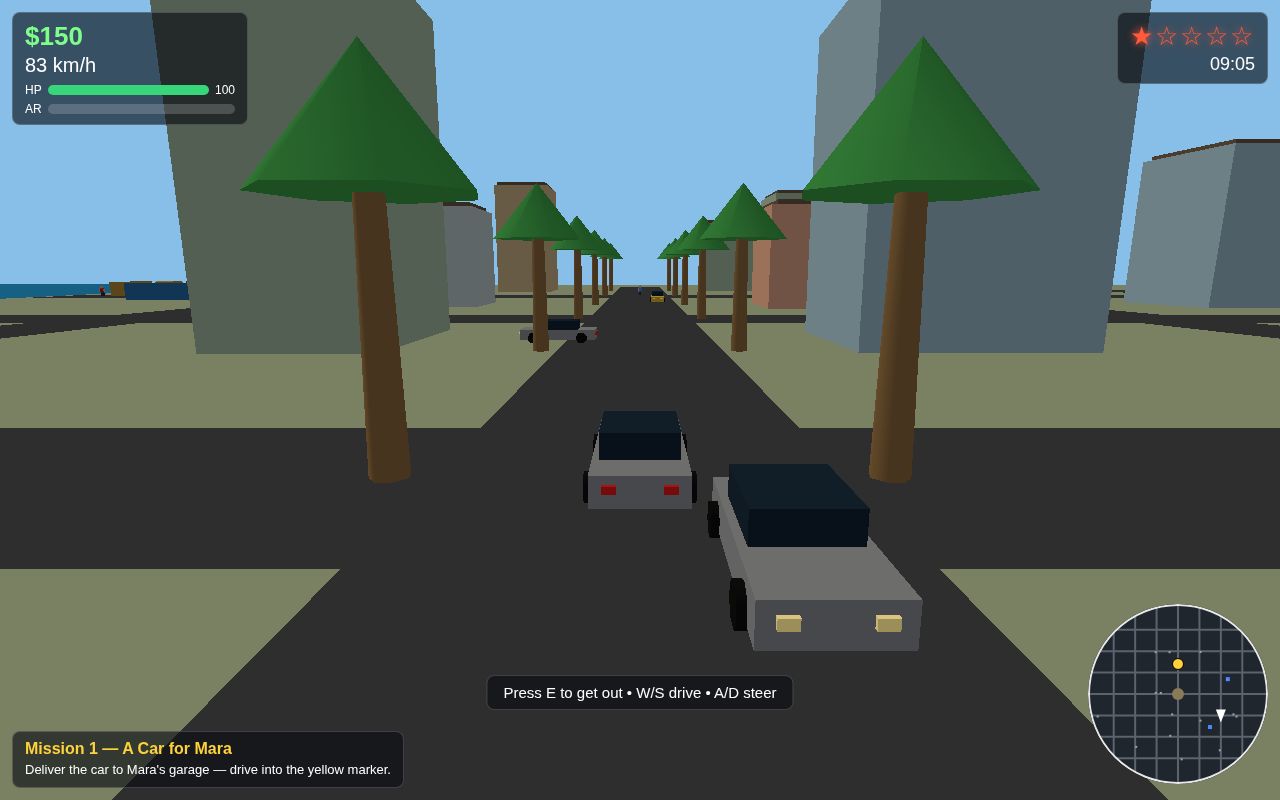 $150
83 km/h
HP 100
AR
★☆☆☆☆
09:05
Press E to get out • W/S drive • A/D steer
Mission 1 — A Car for Mara
Deliver the car to Mara's garage — drive into the yellow marker.